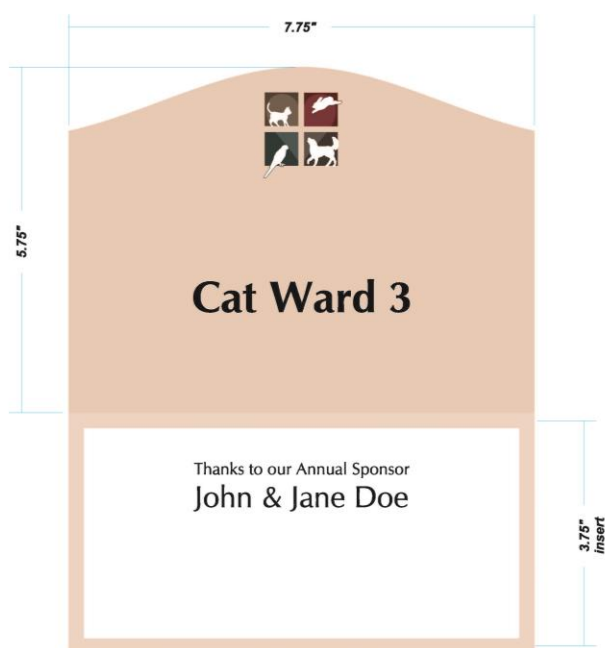 7.75"
5.75"
Cat Ward 3
Thanks to our Annual Sponsor
John & Jane Doe
3.75"
insert